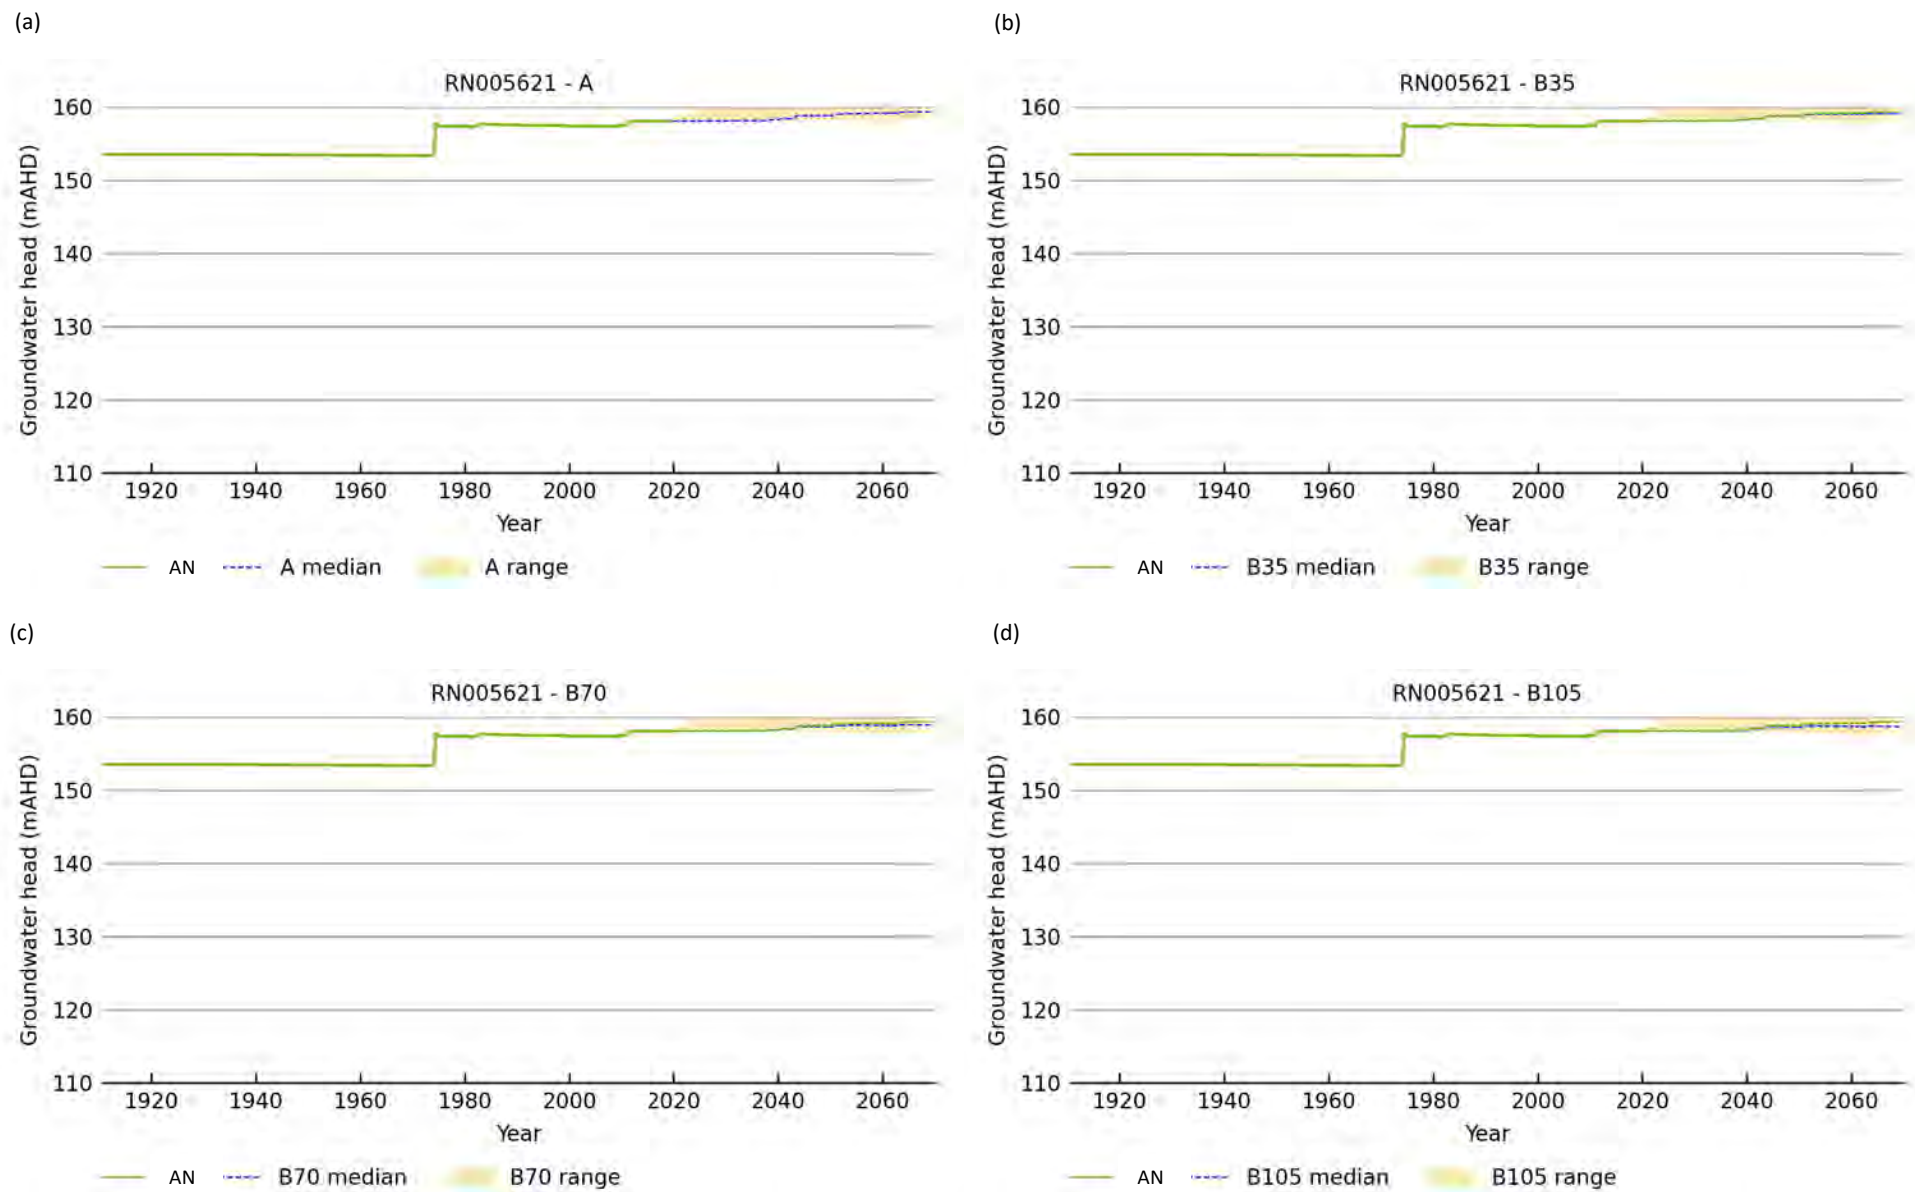 (a)
RN005621 - A
Groundwater head (mAHD)
160
150
140
130
120
110
1920 1940 1960 1980 2000 2020 2040 2060
Year
AN A median A range
(b)
RN005621 - B35
Groundwater head (mAHD)
160
150
140
130
120
110
1920 1940 1960 1980 2000 2020 2040 2060
Year
AN B35 median B35 range
(c)
RN005621 - B70
Groundwater head (mAHD)
160
150
140
130
120
110
1920 1940 1960 1980 2000 2020 2040 2060
Year
AN B70 median B70 range
(d)
RN005621 - B105
Groundwater head (mAHD)
160
150
140
130
120
110
1920 1940 1960 1980 2000 2020 2040 2060
Year
AN B105 median B105 range